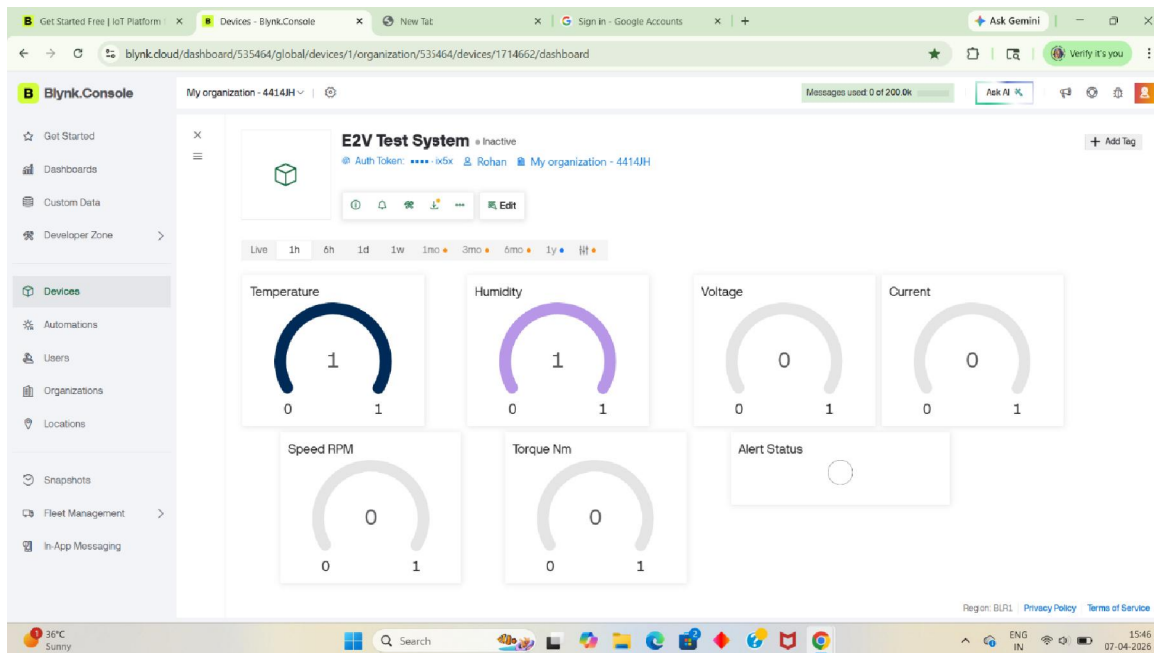 Get Started Free | IoT Platform
Devices - Blynk.Console
New Tab
Sign in - Google Accounts
Ask Gemini
blynk.cloud/dashboard/535464/global/devices/1/organization/535464/devices/1714662/dashboard
Verify it's you
B Blynk.Console
My organization - 4414JH
Messages used: 0 of 200.0k
Ask AI
Get Started
Dashboards
Custom Data
Developer Zone
Devices
Automations
Users
Organizations
Locations
Snapshots
Fleet Management
In-App Messaging
E2V Test System Inactive
Auth Token: •••• - ix5x Rohan My organization - 4414JH
+ Add Tag
Edit
Live 1h 6h 1d 1w 1mo 3mo 6mo 1y
Temperature
1
0 1
Humidity
1
0 1
Voltage
0
0 1
Current
0
0 1
Speed RPM
0
0 1
Torque Nm
0
0 1
Alert Status
Region: BLR1 Privacy Policy Terms of Service
1
36°C
Sunny
Search
2
ENG
IN
15:46
07-04-2026